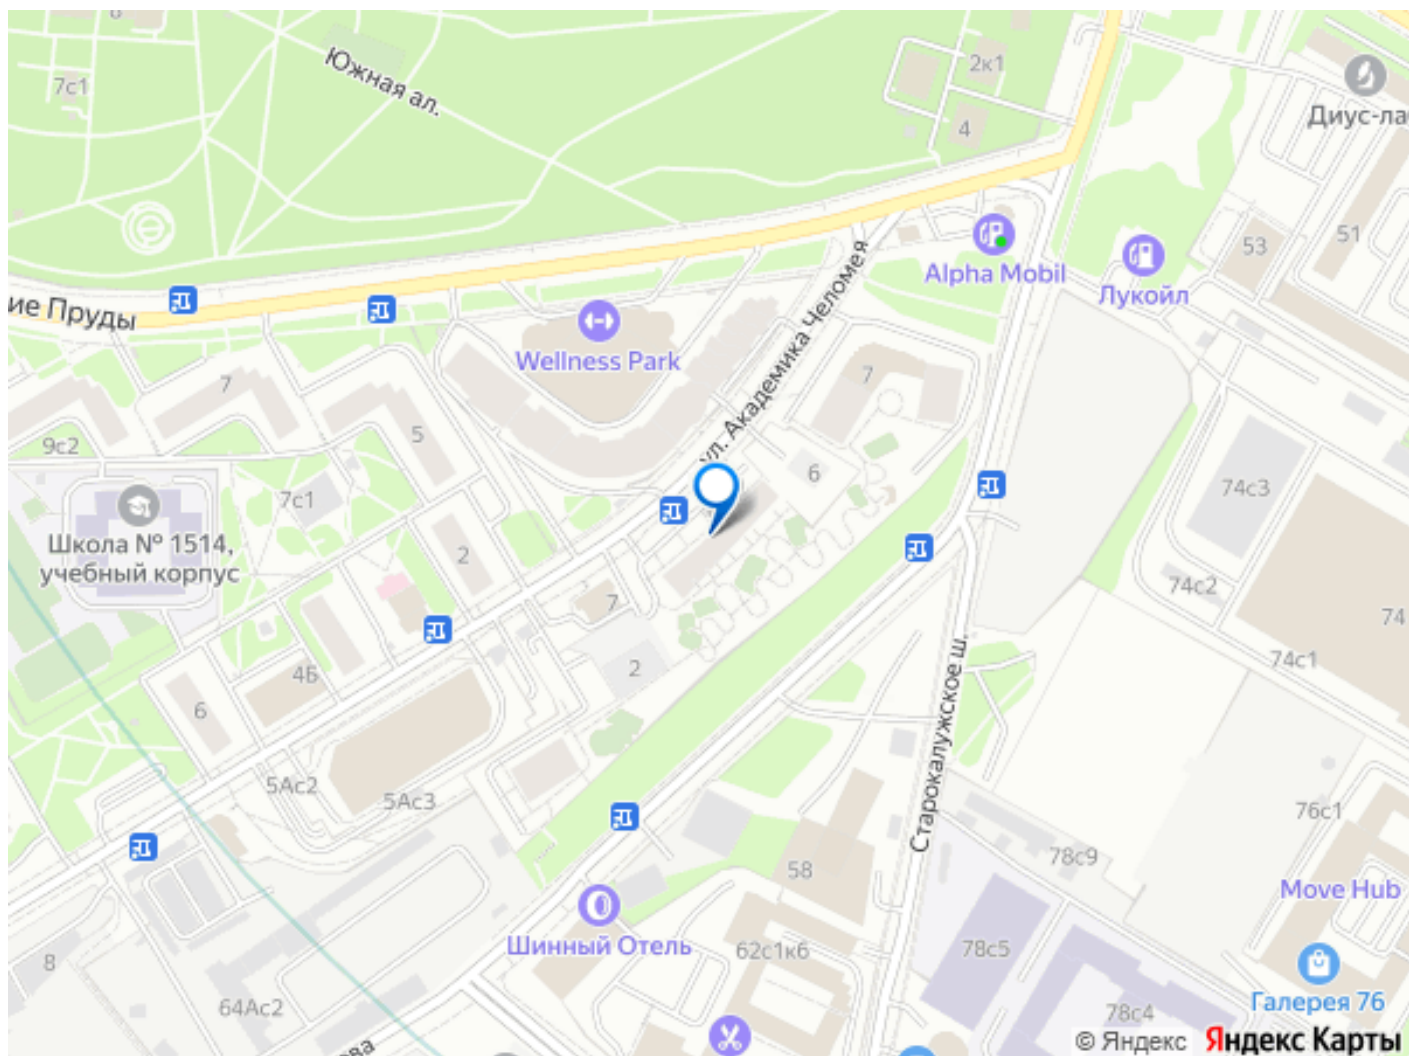 8
7с1
Южная ал.
2к1
4
Диус-ла
53
51
Alpha Mobil
Лукойл
ие Пруды
Wellness Park
ул. Академика Челомея
7
7
5
9с2
7с1
6
74с3
Школа № 1514,
учебный корпус
2
7
74с2
74
74с1
4Б
2
6
Старокалужское ш.
5Ас2
5Ас3
76с1
58
78с9
Move Hub
Шинный Отель
62с1к6
78с5
8
64Ас2
Галерея 76
78с4
ова
© Яндекс Яндекс Карты